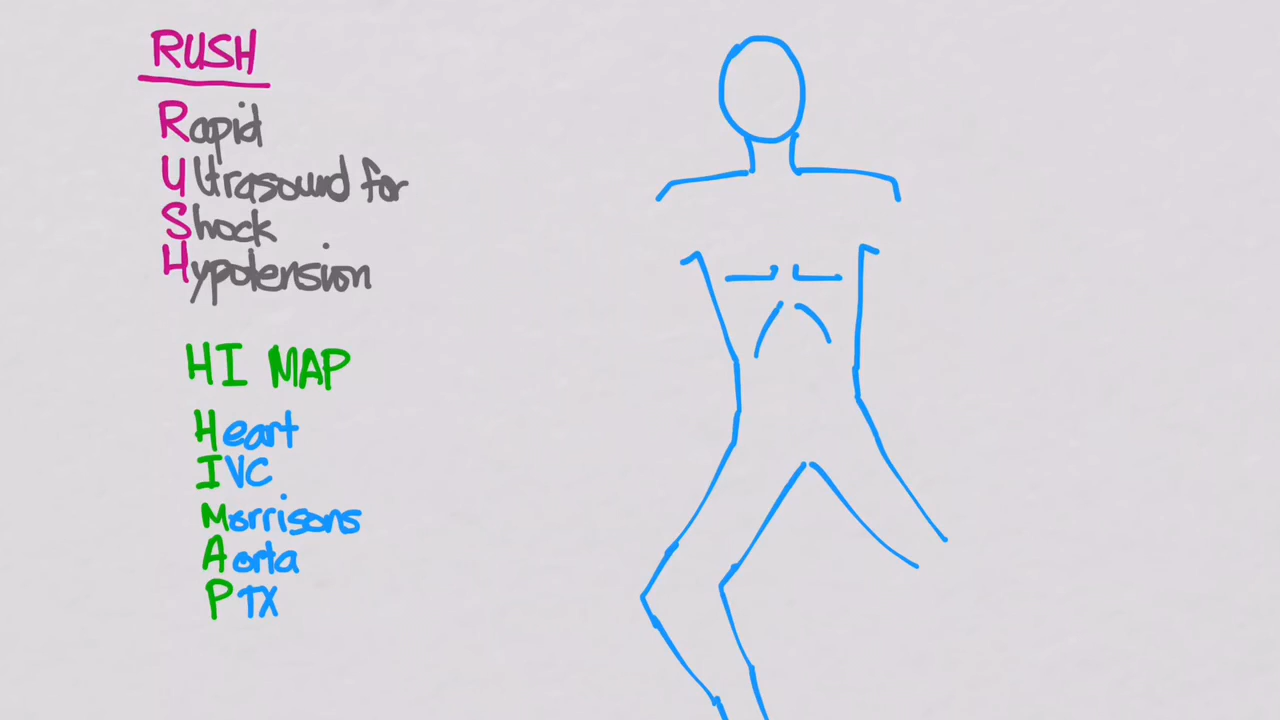 RUSH
Rapid
Ultrasound for
Shock
Hypotension
HI MAP
Heart
IVC
Morrisons
Aorta
PTX